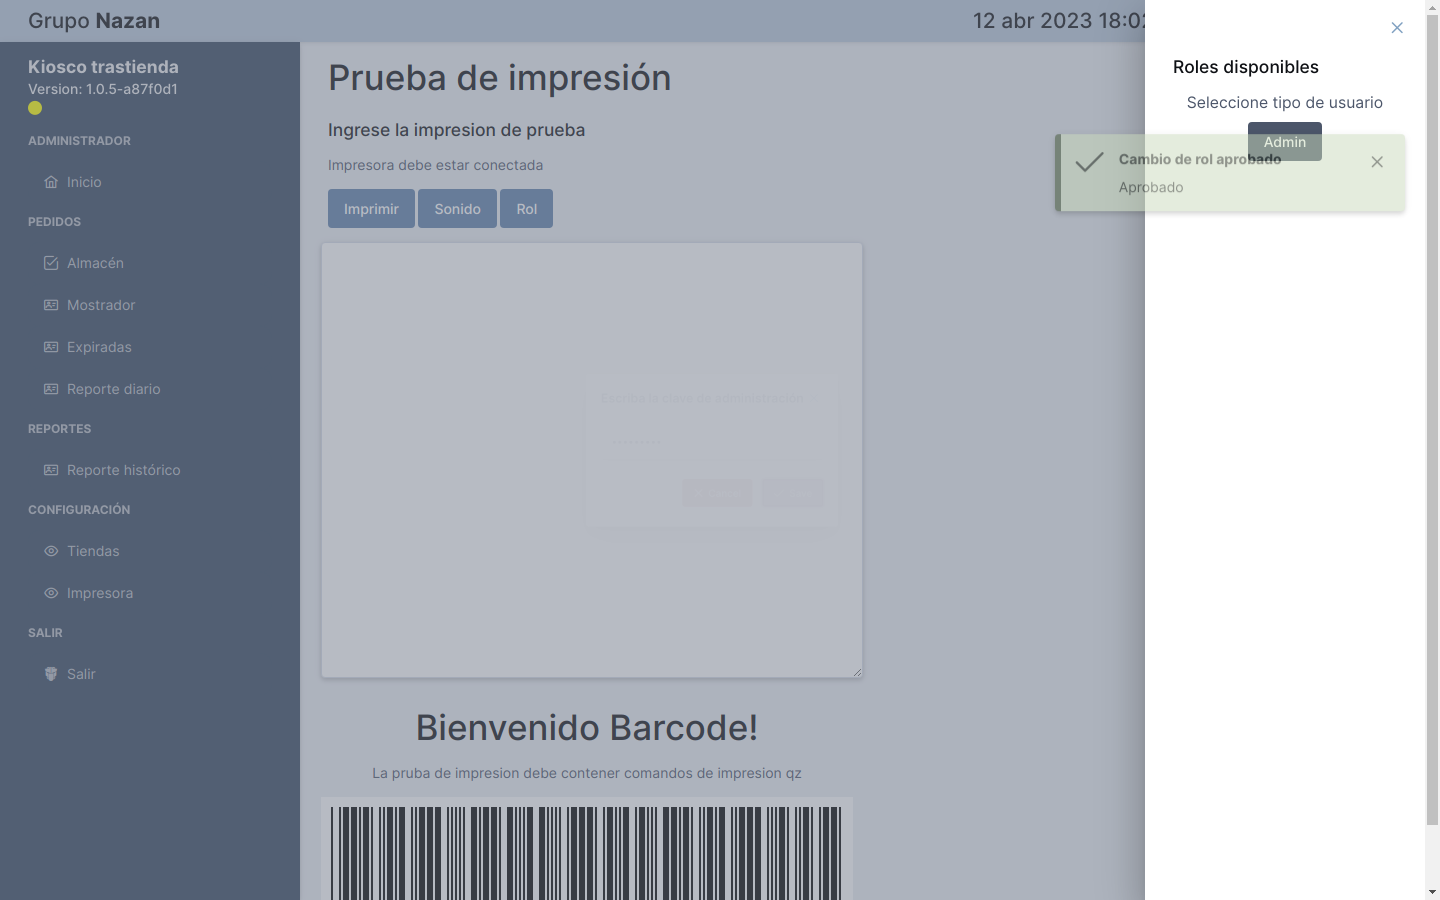 Grupo Nazan
12 abr 2023 18:02
Kiosco trastienda
Version: 1.0.5-a87f0d1
ADMINISTRADOR
Inicio
PEDIDOS
Almacén
Mostrador
Expiradas
Reporte diario
REPORTES
Reporte histórico
CONFIGURACIÓN
Tiendas
Impresora
SALIR
Salir
Prueba de impresión
Ingrese la impresion de prueba
Impresora debe estar conectada
Imprimir Sonido Rol
Bienvenido Barcode!
La pruba de impresion debe contener comandos de impresion qz
Roles disponibles
Seleccione tipo de usuario
Admin
Cambio de rol aprobado
Aprobado